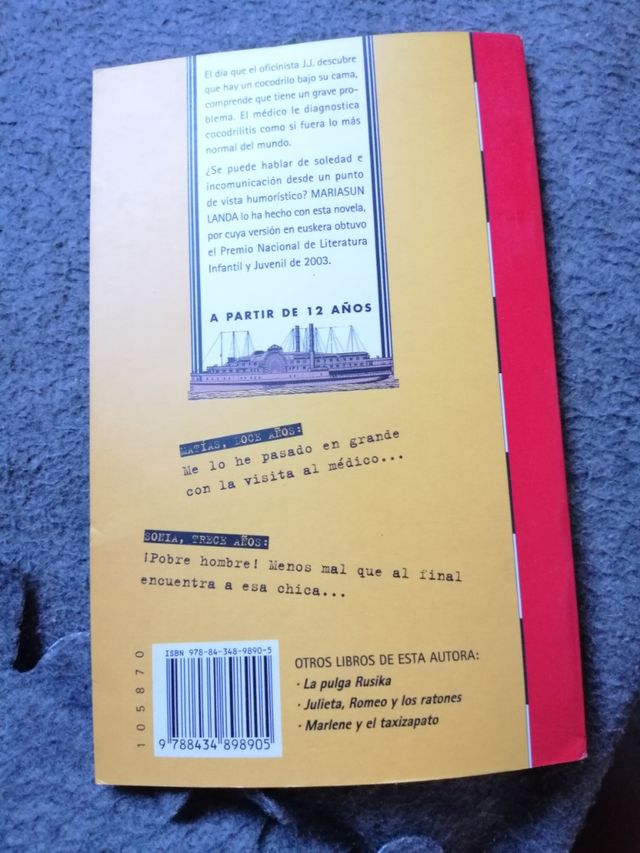 El día que el oficinista J.J. descubre
que hay un cocodrilo bajo su cama,
comprende que tiene un grave pro-
blema. El médico le diagnostica
cocodrilitis como si fuera lo más
normal del mundo.
¿Se puede hablar de soledad e
incomunicación desde un punto
de vista humorístico? MARIASUN
LANDA lo ha hecho con esta novela,
por cuya versión en euskera obtuvo
el Premio Nacional de Literatura
Infantil y Juvenil de 2003.
A PARTIR DE 12 AÑOS
MATÍAS, DOCE AÑOS:
Me lo he pasado en grande
con la visita al médico...
SONIA, TRECE AÑOS:
¡Pobre hombre! Menos mal que al final
encuentra a esa chica...
105870
ISBN 978-84-348-9890-5
9 788434 898905
OTROS LIBROS DE ESTA AUTORA:
· La pulga Rusika
· Julieta, Romeo y los ratones
· Marlene y el taxizapato